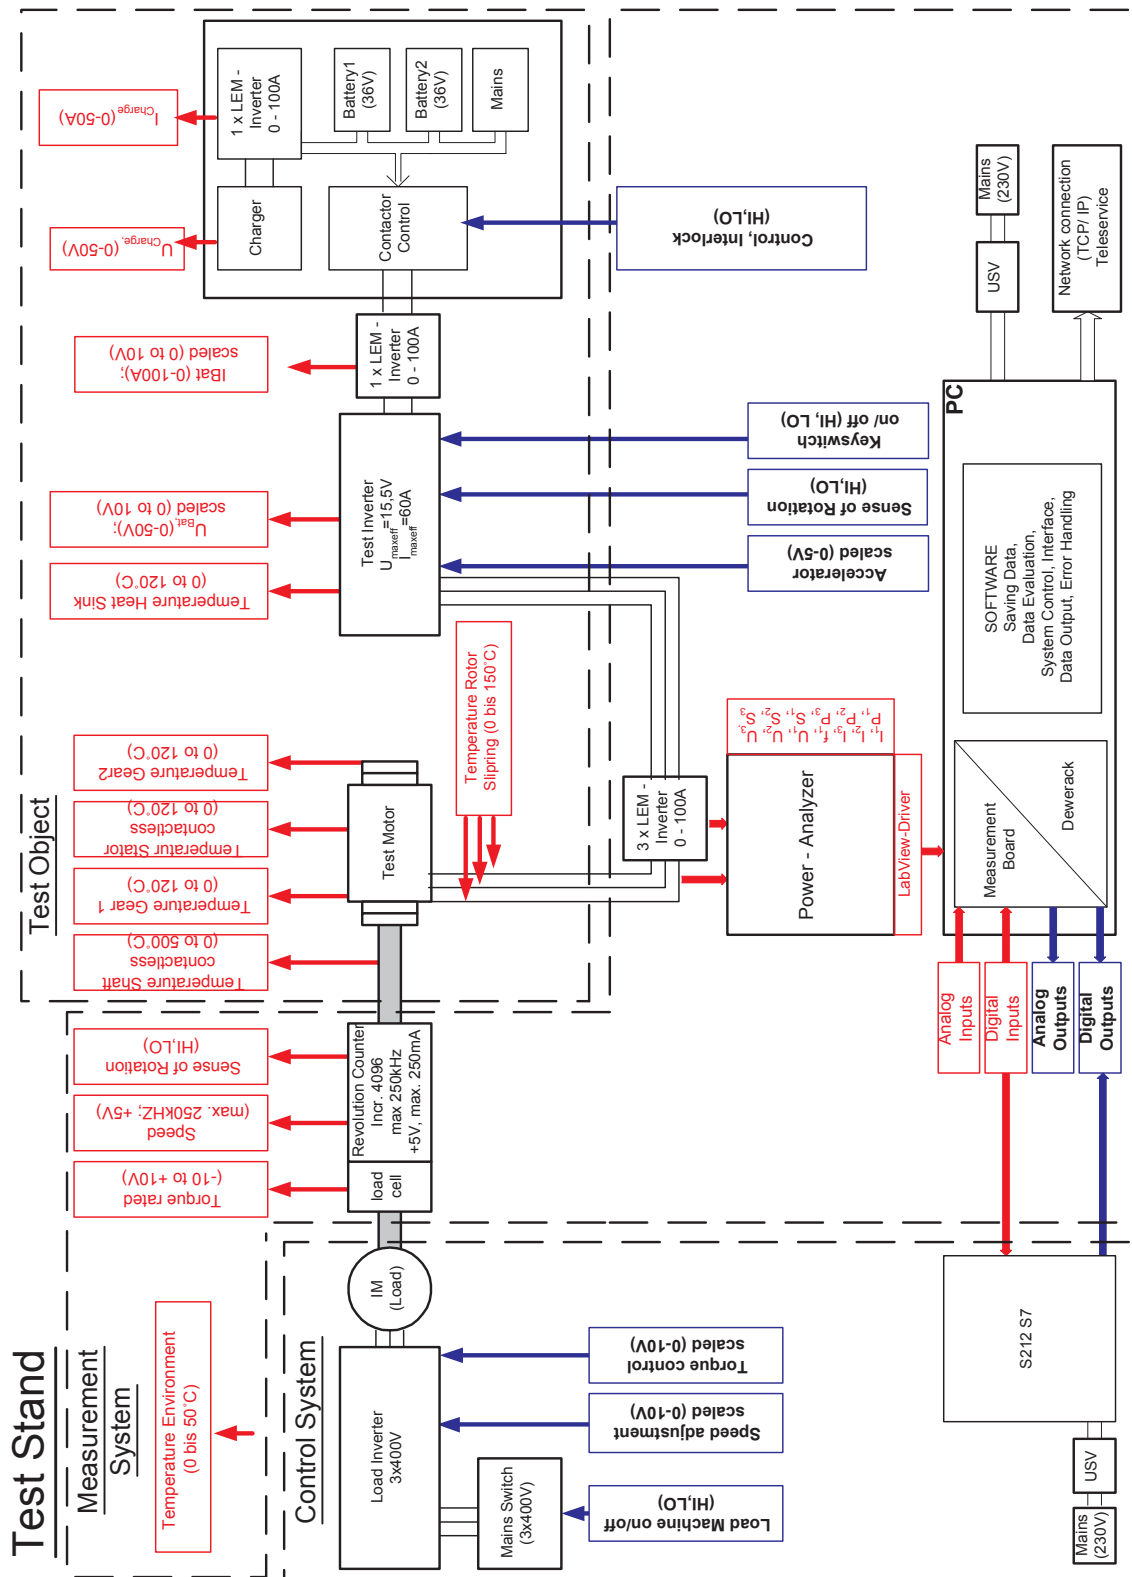 Test Stand
Measurement
System
Temperature Environment
(0 bis 50°C)
Control System
Load Inverter
3x400V
Mains Switch
(3x400V)
Load Machine on/off
(HI,LO)
Speed adjustment
scaled (0-10V)
Torque control
scaled (0-10V)
IM
(Load)
load
cell
Revolution Counter
Incr. 4096
max 250kHz
+5V, max. 250mA
Torque rated
(-10 to +10V)
Speed
(max. 250kHZ; +5V)
Sense of Rotation
(HI,LO)
Test Object
Temperature Shaft
contactless
(0 to 500°C)
Temperature Gear 1
(0 to 120°C)
Temperatur Stator
contactless
(0 to 120°C)
Temperature Gear2
(0 to 120°C)
Test Motor
Temperature Rotor
Slipring (0 bis 150°C)
Temperature Heat Sink
(0 to 120°C)
UBat,(0-50V);
scaled (0 to 10V)
Test Inverter
Umaxeff=15,5V
Imaxeff=60A
IBat (0-100A);
scaled (0 to 10V)
1 x LEM -
Inverter
0 - 100A
UCharge, (0-50V)
ICharge (0-50A)
Charger
1 x LEM -
Inverter
0 - 100A
Contactor
Control
Battery1
(36V)
Battery2
(36V)
Mains
Accelerator
scaled (0-5V)
Sense of Rotation
(HI,LO)
Keyswitch
on/ off (HI, LO)
Control, Interlock
(HI,LO)
3 x LEM -
Inverter
0 - 100A
Power - Analyzer
I1, I2, I3, f1, U1, U2, U3,
P1, P2, P3, S1, S2, S3
LabView-Driver
PC
Measurement
Board
Dewerack
SOFTWARE
Saving Data,
Data Evaluation,
System Control, Interface,
Data Output, Error Handling
USV
Mains
(230V)
Network connection
(TCP/ IP)
Teleservice
Analog
Inputs
Digital
Inputs
Analog
Outputs
Digital
Outputs
S212 S7
USV
Mains
(230V)